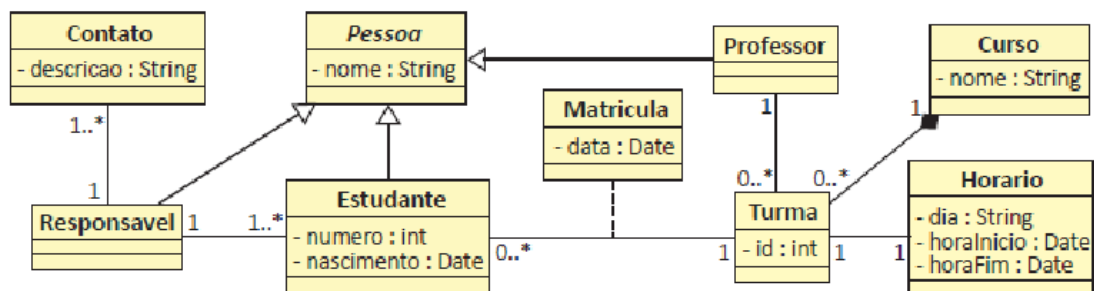 Contato
- descricao : String
1..*
1
Responsavel
1
1..*
Pessoa
- nome : String
Estudante
- numero : int
- nascimento : Date
0..*
1
Matricula
- data : Date
Professor
1
0..*
Turma
- id : int
Curso
- nome : String
1
0..*
1
1
Horario
- dia : String
- horaInicio : Date
- horaFim : Date